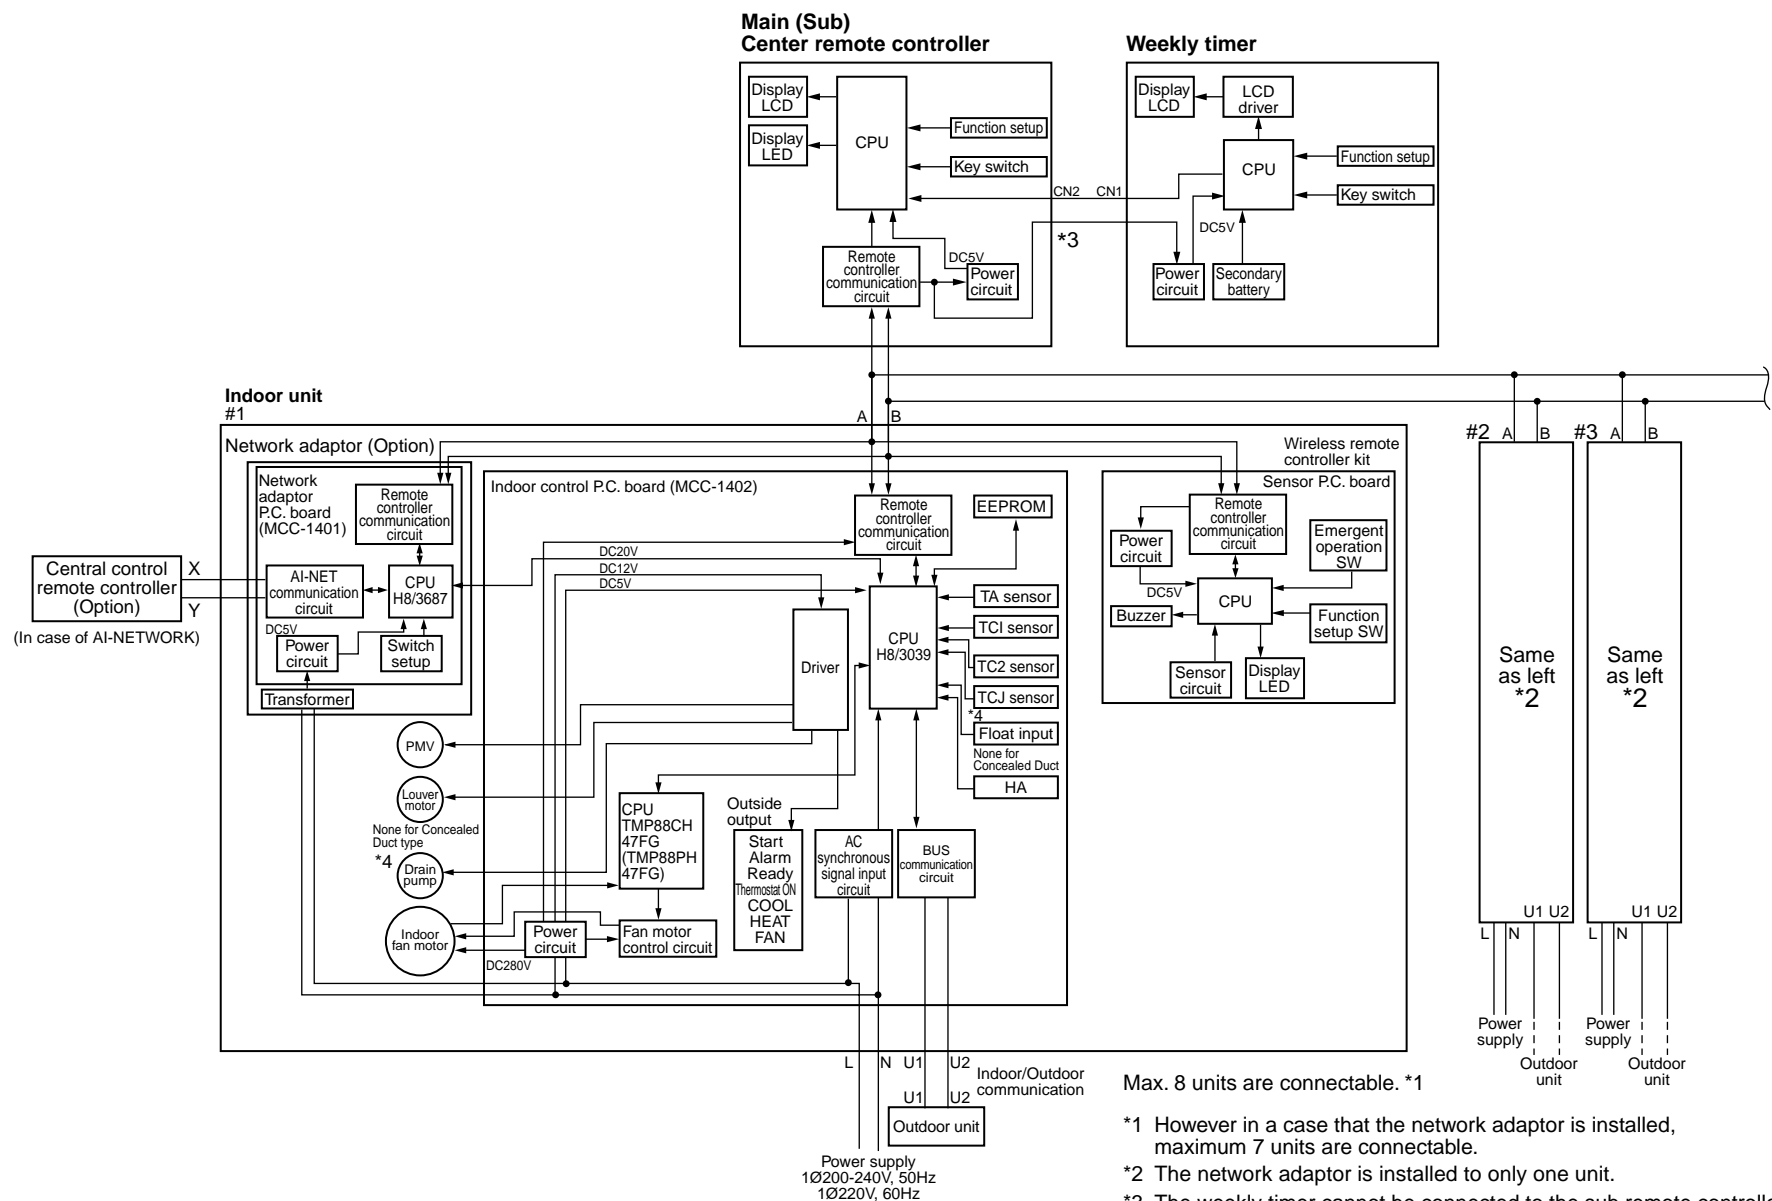 Main (Sub)
Center remote controller
Weekly timer
Display
LCD
Display
LED
CPU
Function setup
Key switch
CN2
CN1
*3
Remote
controller
communication
circuit
DC5V
Power
circuit
Display
LCD
LCD
driver
CPU
Function setup
Key switch
DC5V
Power
circuit
Secondary
battery
Indoor unit
#1
A
B
Network adaptor (Option)
Network
adaptor
P.C. board
(MCC-1401)
Remote
controller
communication
circuit
Central control
remote controller
(Option)
X
Y
(In case of AI-NETWORK)
AI-NET
communication
circuit
CPU
H8/3687
DC5V
Power
circuit
Switch
setup
Transformer
Indoor control P.C. board (MCC-1402)
Remote
controller
communication
circuit
EEPROM
DC20V
DC12V
DC5V
Driver
CPU
H8/3039
TA sensor
TCI sensor
TC2 sensor
TCJ sensor
*4
Float input
None for
Concealed Duct
HA
PMV
Louver
motor
None for Concealed
Duct type
*4
Drain
pump
Indoor
fan motor
CPU
TMP88CH
47FG
(TMP88PH
47FG)
Outside
output
Start
Alarm
Ready
Thermostat ON
COOL
HEAT
FAN
AC
synchronous
signal input
circuit
BUS
communication
circuit
Power
circuit
Fan motor
control circuit
DC280V
Wireless remote
controller kit
Sensor P.C. board
Remote
controller
communication
circuit
Power
circuit
DC5V
Emergent
operation
SW
CPU
Buzzer
Function
setup SW
Sensor
circuit
Display
LED
#2
A
B
#3
A
B
Same
as left
*2
Same
as left
*2
U1 U2
U1 U2
L
N
L
N
Power
supply
Power
supply
Outdoor
unit
Outdoor
unit
L
N
U1
U2
Indoor/Outdoor
communication
U1
U2
Outdoor unit
Power supply
1Ø200-240V, 50Hz
1Ø220V, 60Hz
Max. 8 units are connectable. *1
*1 However in a case that the network adaptor is installed,
maximum 7 units are connectable.
*2 The network adaptor is installed to only one unit.
*3 The weekly timer cannot be connected to the sub remote